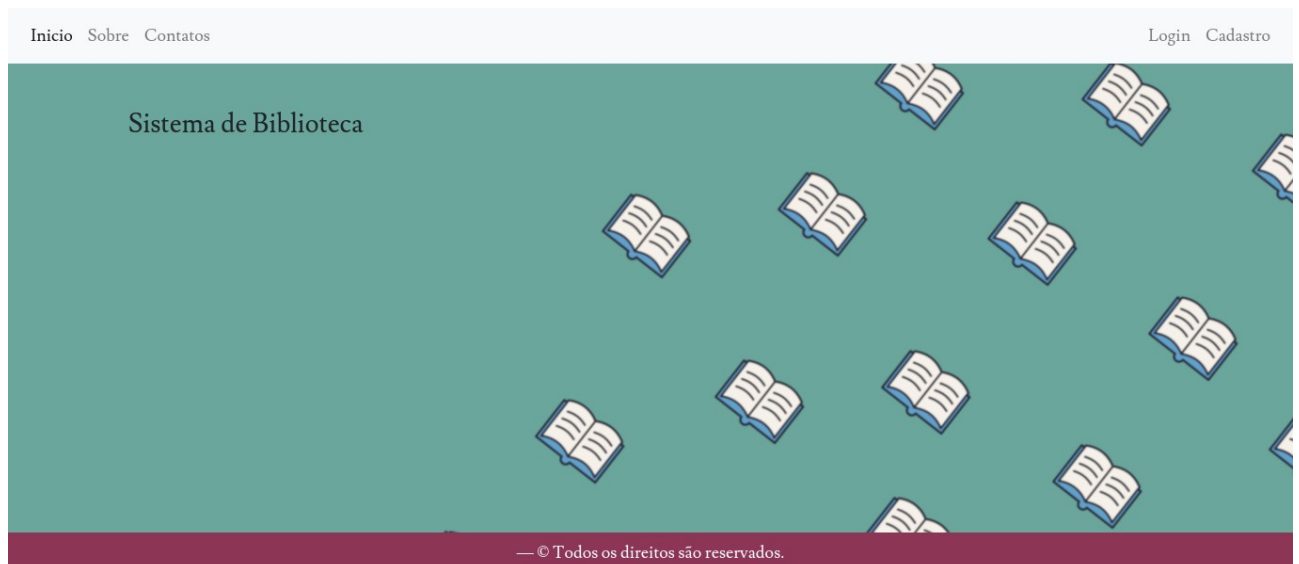 Inicio Sobre Contatos Login Cadastro
Sistema de Biblioteca
— © Todos os direitos são reservados.